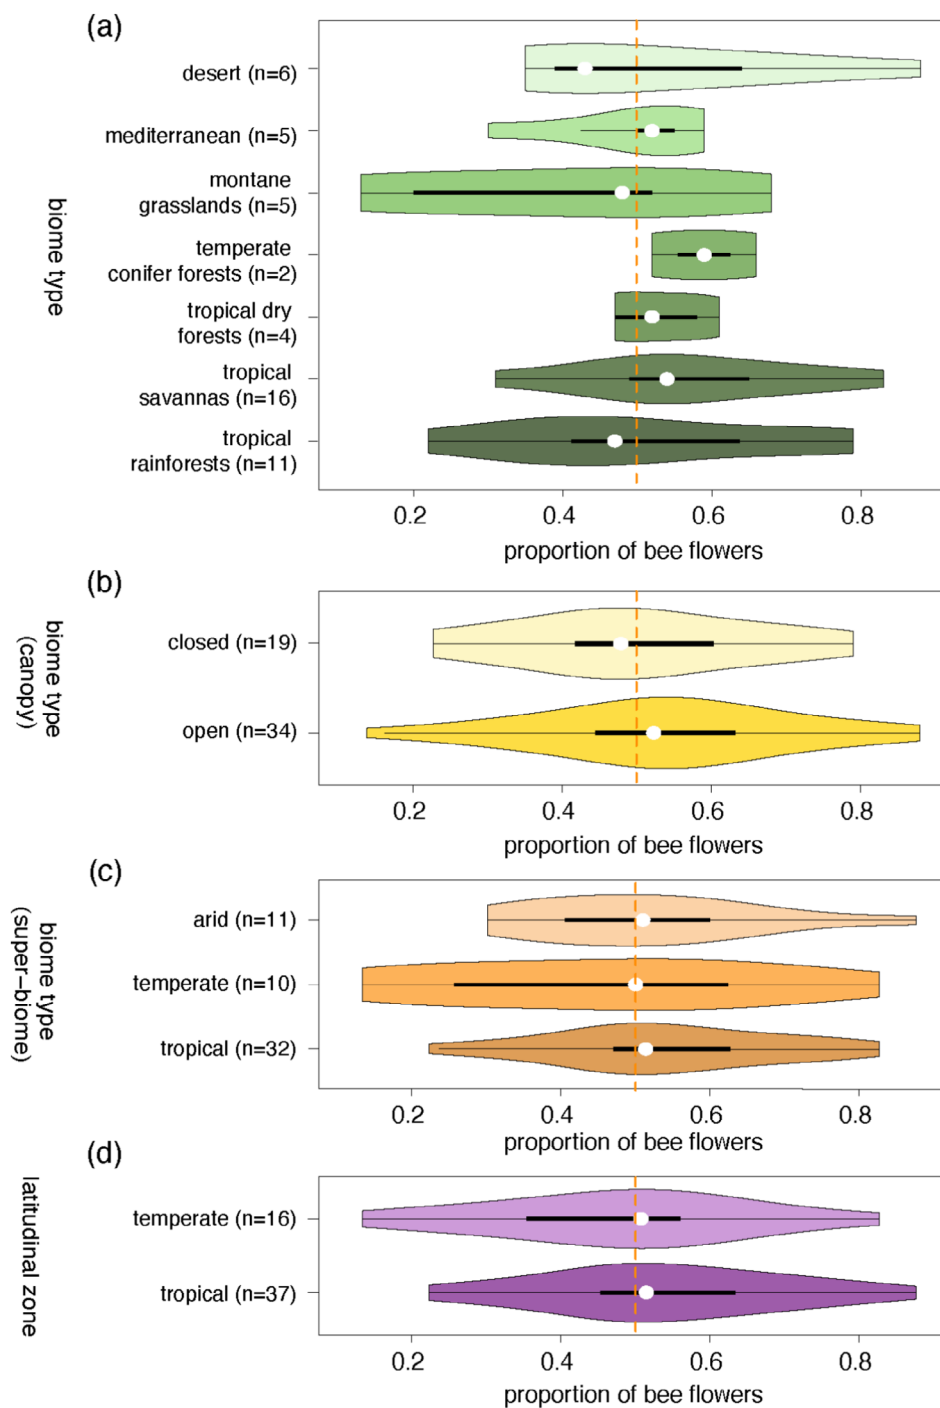 (a)
biome type
desert (n=6)
mediterranean (n=5)
montane
grasslands (n=5)
temperate
conifer forests (n=2)
tropical dry
forests (n=4)
tropical
savannas (n=16)
tropical
rainforests (n=11)
0.2 0.4 0.6 0.8
proportion of bee flowers
(b)
biome type
(canopy)
closed (n=19)
open (n=34)
0.2 0.4 0.6 0.8
proportion of bee flowers
(c)
biome type
(super-biome)
arid (n=11)
temperate (n=10)
tropical (n=32)
0.2 0.4 0.6 0.8
proportion of bee flowers
(d)
latitudinal zone
temperate (n=16)
tropical (n=37)
0.2 0.4 0.6 0.8
proportion of bee flowers